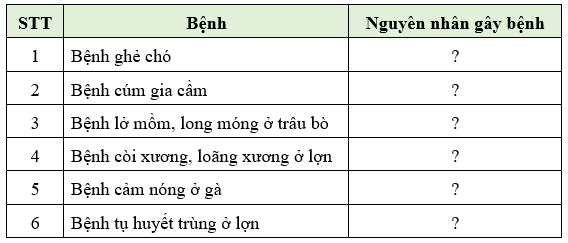 STT Bệnh Nguyên nhân gây bệnh
1 Bệnh ghẻ chó ?
2 Bệnh cúm gia cầm ?
3 Bệnh lở mồm, long móng ở trâu bò ?
4 Bệnh còi xương, loãng xương ở lợn ?
5 Bệnh cảm nóng ở gà ?
6 Bệnh tụ huyết trùng ở lợn ?